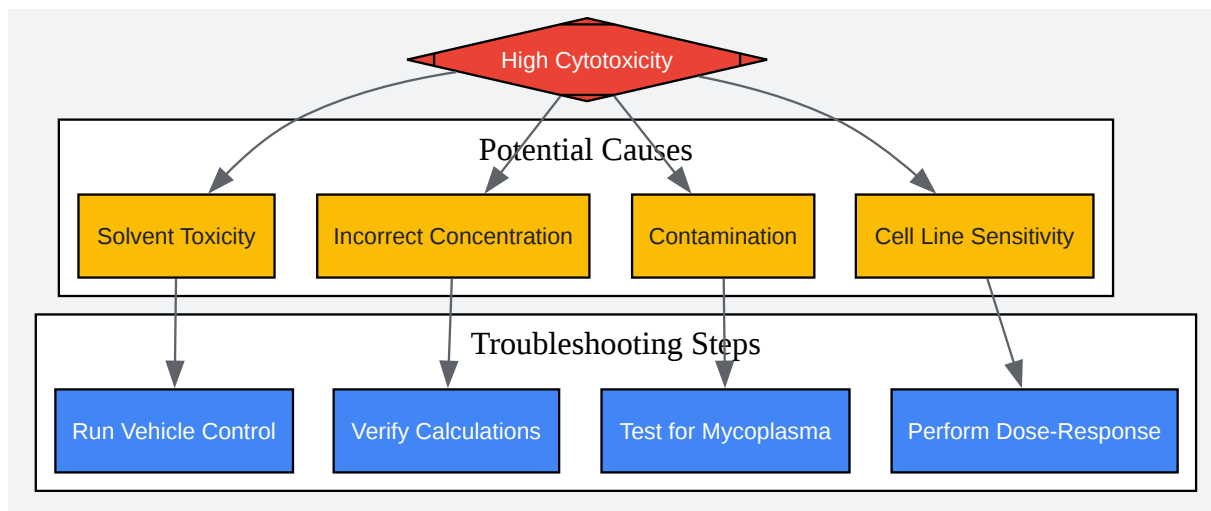 High Cytotoxicity
Potential Causes
Solvent Toxicity
Incorrect Concentration
Contamination
Cell Line Sensitivity
Troubleshooting Steps
Run Vehicle Control
Verify Calculations
Test for Mycoplasma
Perform Dose-Response